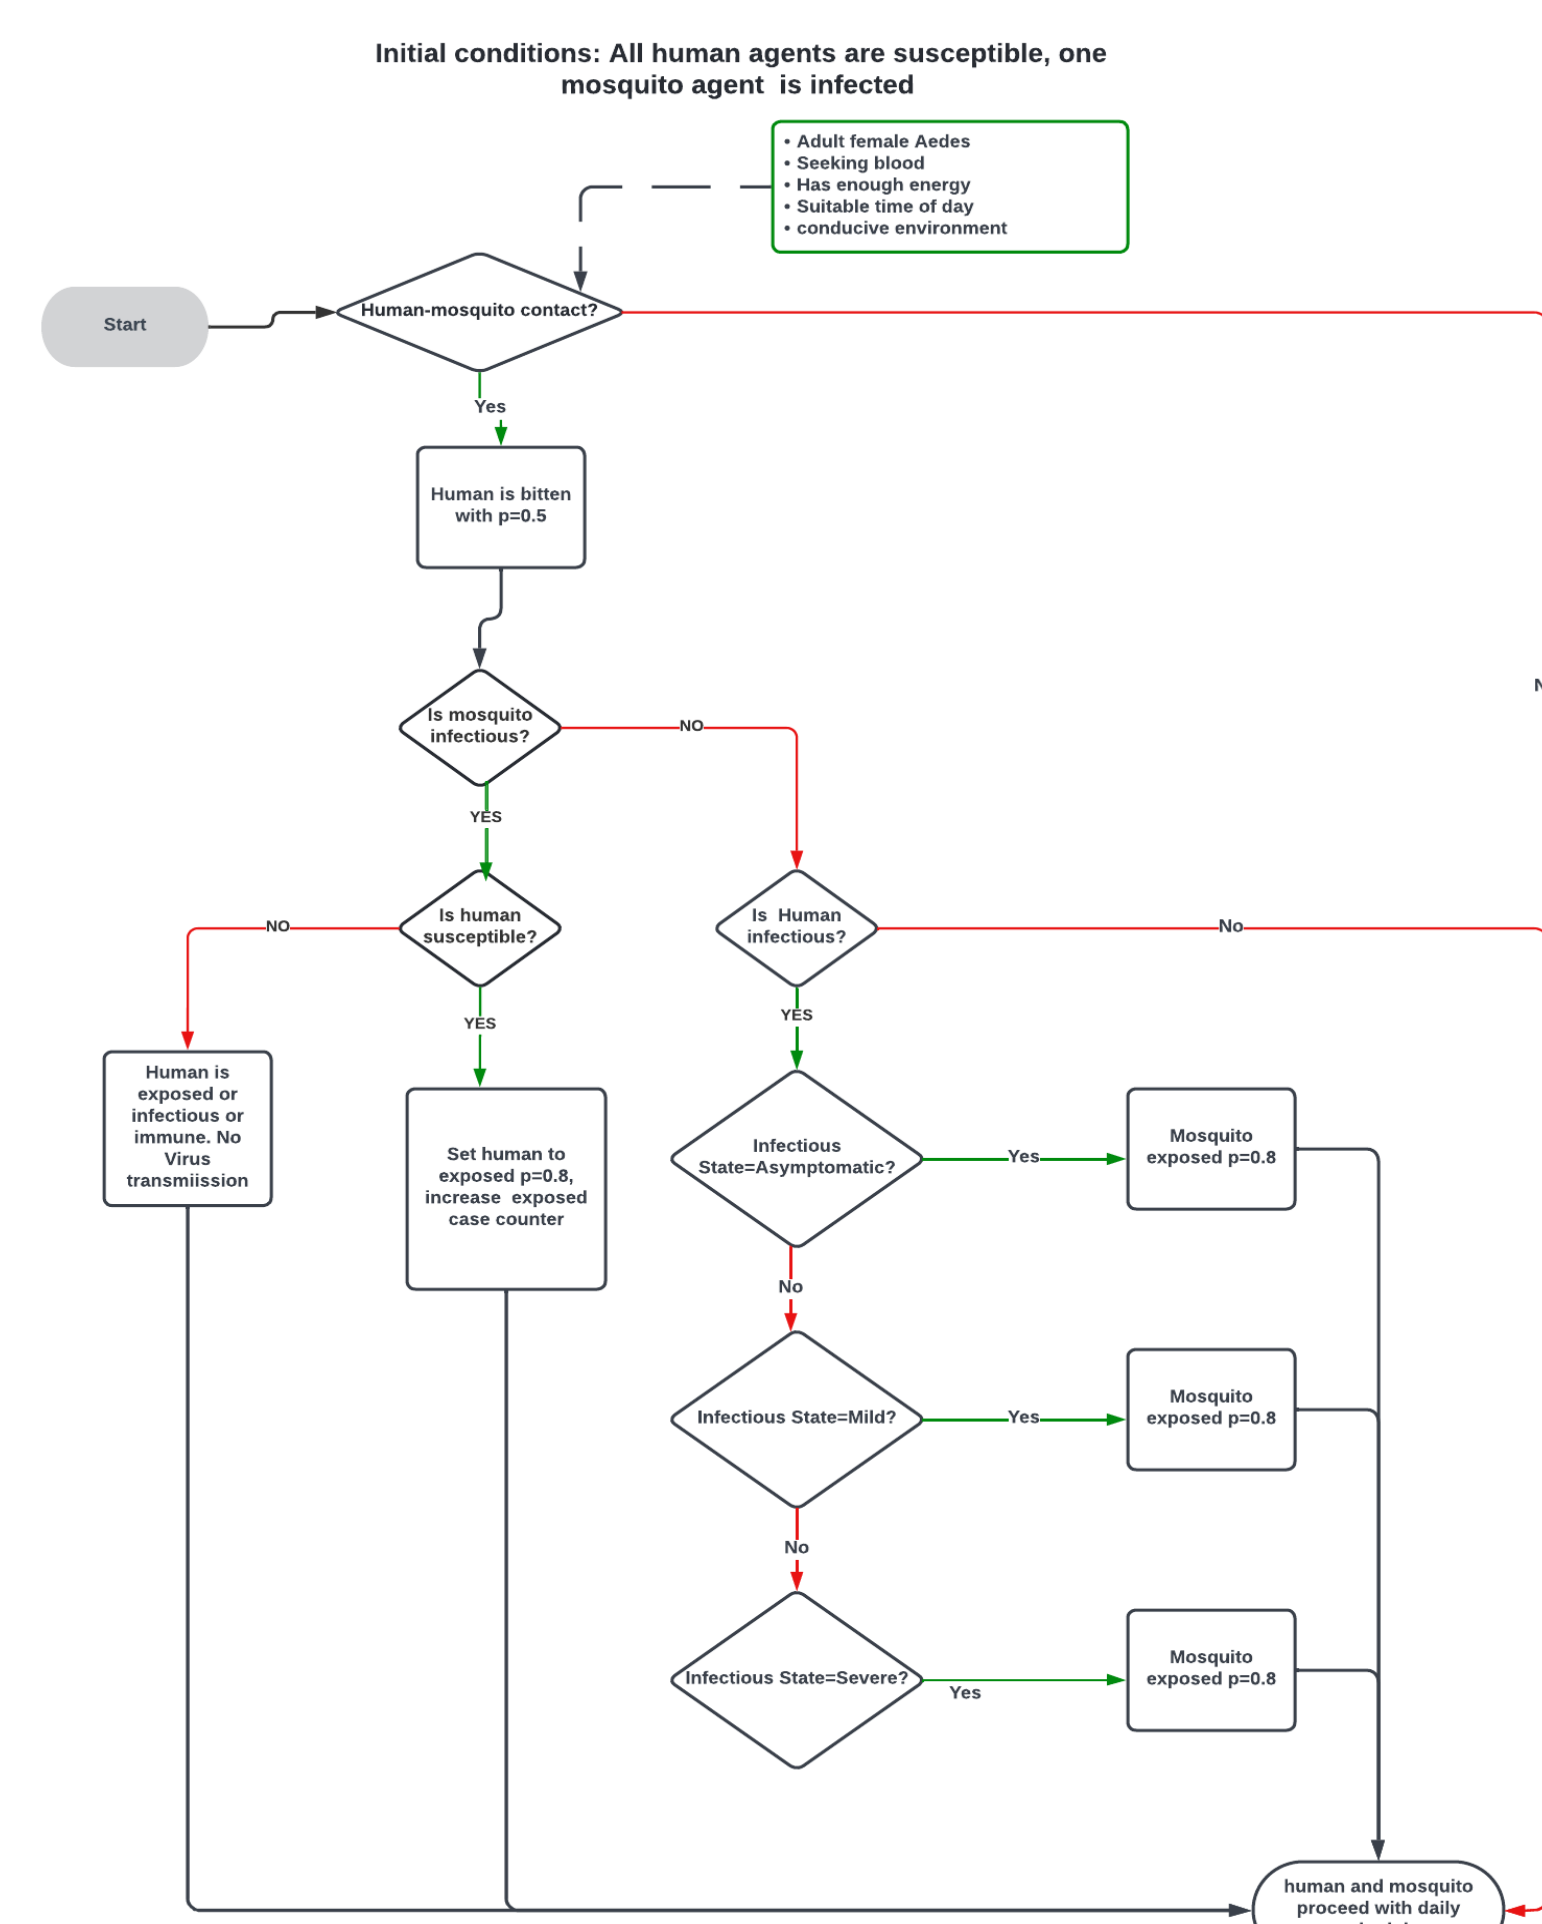 Initial conditions: All human agents are susceptible, one
mosquito agent  is infected
• Adult female Aedes
• Seeking blood
• Has enough energy
• Suitable time of day
• conducive environment
Start
Human-mosquito contact?
Yes
Human is bitten
with p=0.5
Is mosquito
infectious?
NO
YES
Is human
susceptible?
NO
YES
Is  Human
infectious?
No
YES
Human is
exposed or
infectious or
immune. No
Virus
transmiission
Set human to
exposed p=0.8,
increase  exposed
case counter
Infectious
State=Asymptomatic?
Yes
Mosquito
exposed p=0.8
No
Infectious State=Mild?
Yes
Mosquito
exposed p=0.8
No
Infectious State=Severe?
Yes
Mosquito
exposed p=0.8
human and mosquito
proceed with daily